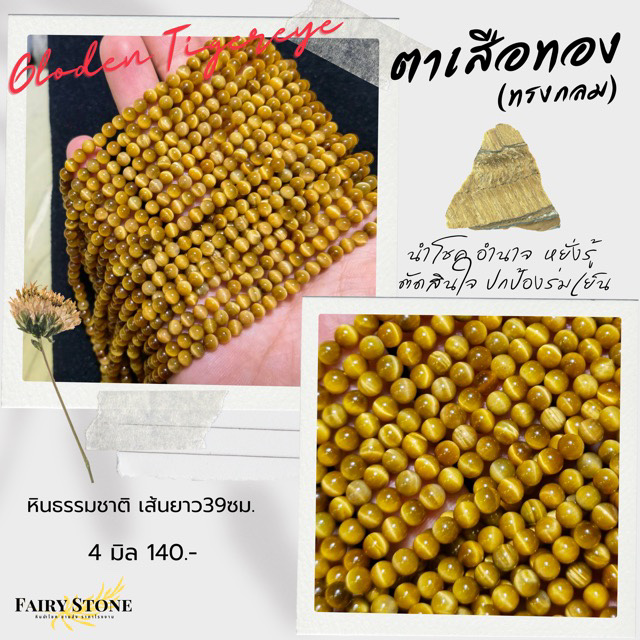 Gloden Tigereye
ตาเสือทอง
(ทรงกลม)
นำโชค อำนาจ หยั่งรู้
ตัดสินใจ ปกป้องร่มเย็น
หินธรรมชาติ เส้นยาว39ซม.
4 มิล 140.-
FAIRY STONE